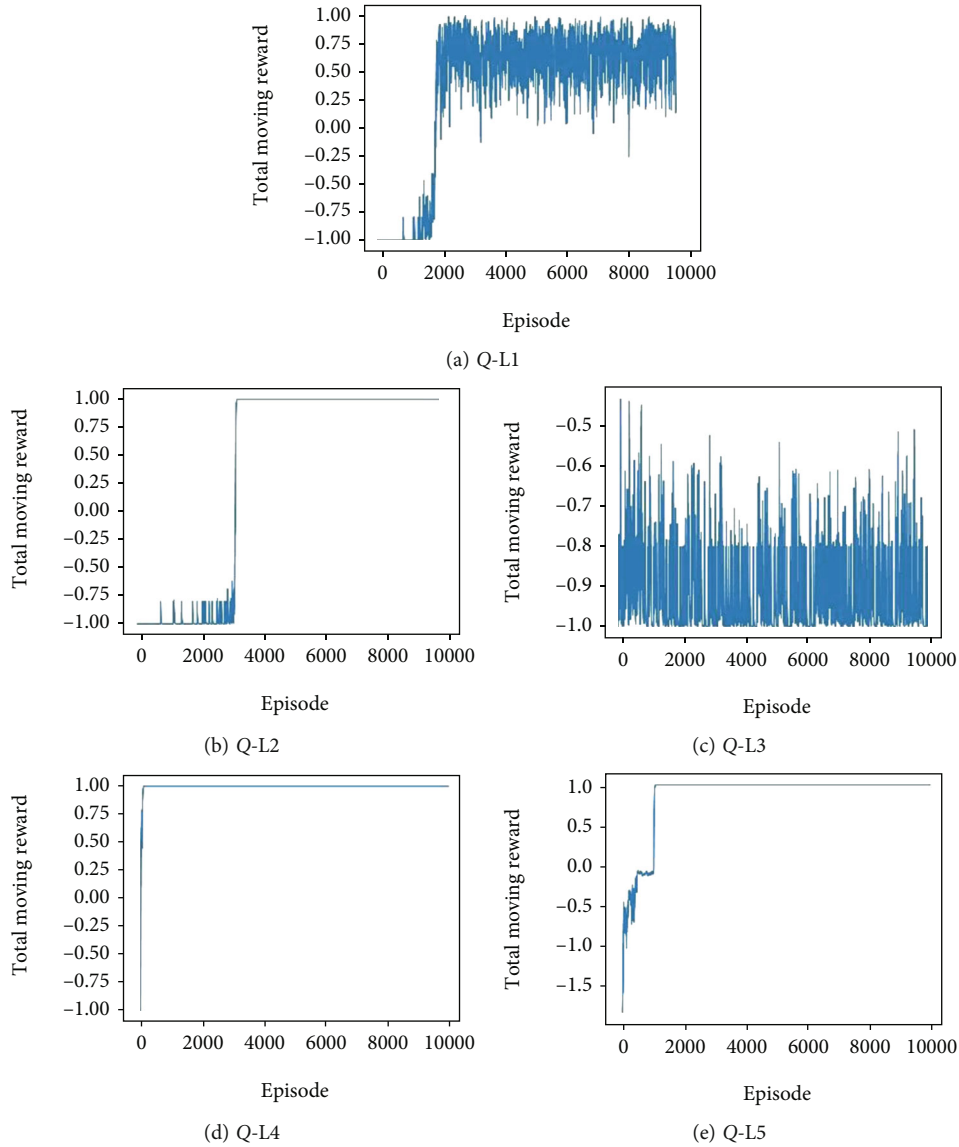 Total moving reward
1.00
0.75
0.50
0.25
0.00
–0.25
–0.50
–0.75
–1.00
0 2000 4000 6000 8000 10000
Episode
(a) Q-L1
Total moving reward
1.00
0.75
0.50
0.25
0.00
–0.25
–0.50
–0.75
–1.00
0 2000 4000 6000 8000 10000
Episode
(b) Q-L2
Total moving reward
–0.5
–0.6
–0.7
–0.8
–0.9
–1.0
0 2000 4000 6000 8000 10000
Episode
(c) Q-L3
Total moving reward
1.00
0.75
0.50
0.25
0.00
–0.25
–0.50
–0.75
–1.00
0 2000 4000 6000 8000 10000
Episode
(d) Q-L4
Total moving reward
1.0
0.5
0.0
–0.5
–1.0
–1.5
0 2000 4000 6000 8000 10000
Episode
(e) Q-L5